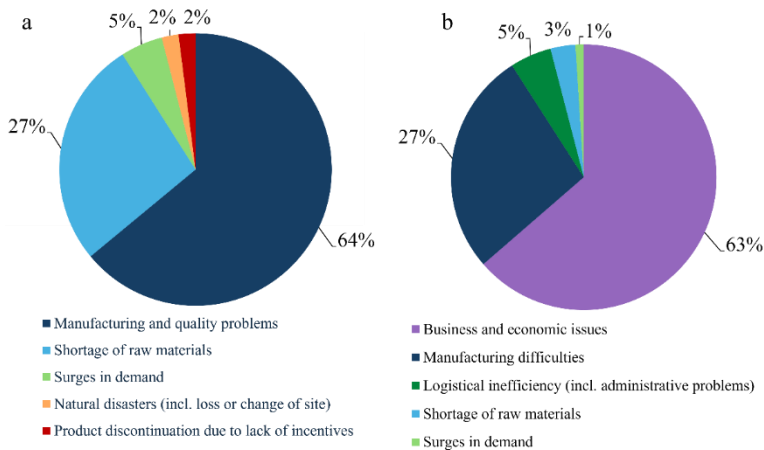 a
5%
2%
2%
27%
64%
Manufacturing and quality problems
Shortage of raw materials
Surges in demand
Natural disasters (incl. loss or change of site)
Product discontinuation due to lack of incentives
b
5%
3%
1%
27%
63%
Business and economic issues
Manufacturing difficulties
Logistical inefficiency (incl. administrative problems)
Shortage of raw materials
Surges in demand